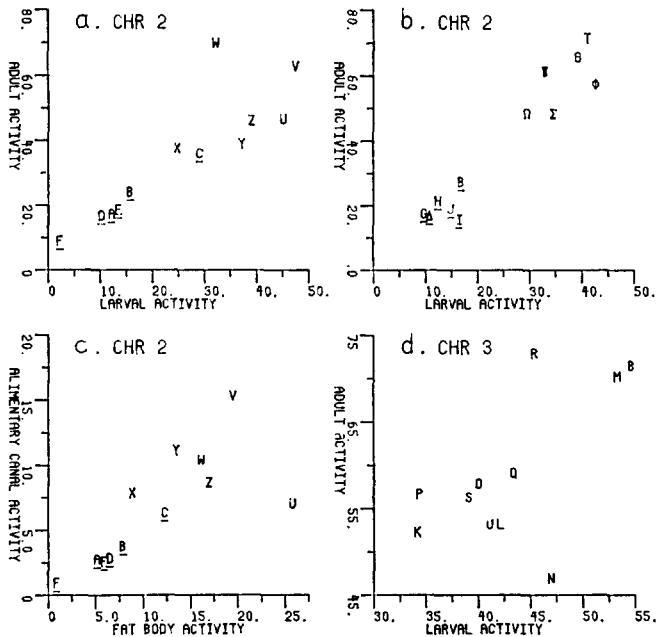 a. CHR 2
80.
60.
40.
20.
.0
ADULT ACTIVITY
W
V
Z
U
X
C
Y
B
D
A
E
F
0
10.
20.
30.
40.
50.
LARVAL ACTIVITY
b. CHR 2
80.
60.
40.
20.
.0
ADULT ACTIVITY
T
Φ
Ω
Σ
B
H
J
G
I
0
10.
20.
30.
40.
50.
LARVAL ACTIVITY
c. CHR 2
20.
15.
10.
5.0
.0
ALIMENTARY CANAL ACTIVITY
V
Y
W
Z
X
U
C
B
A
D
F
0
5.0
10.
15.
20.
25.
FAT BODY ACTIVITY
d. CHR 3
75
65
55
45
ADULT ACTIVITY
R
B
M
Q
O
P
S
K
L
N
30.
35.
40.
45.
50.
55.
LARVAL ACTIVITY